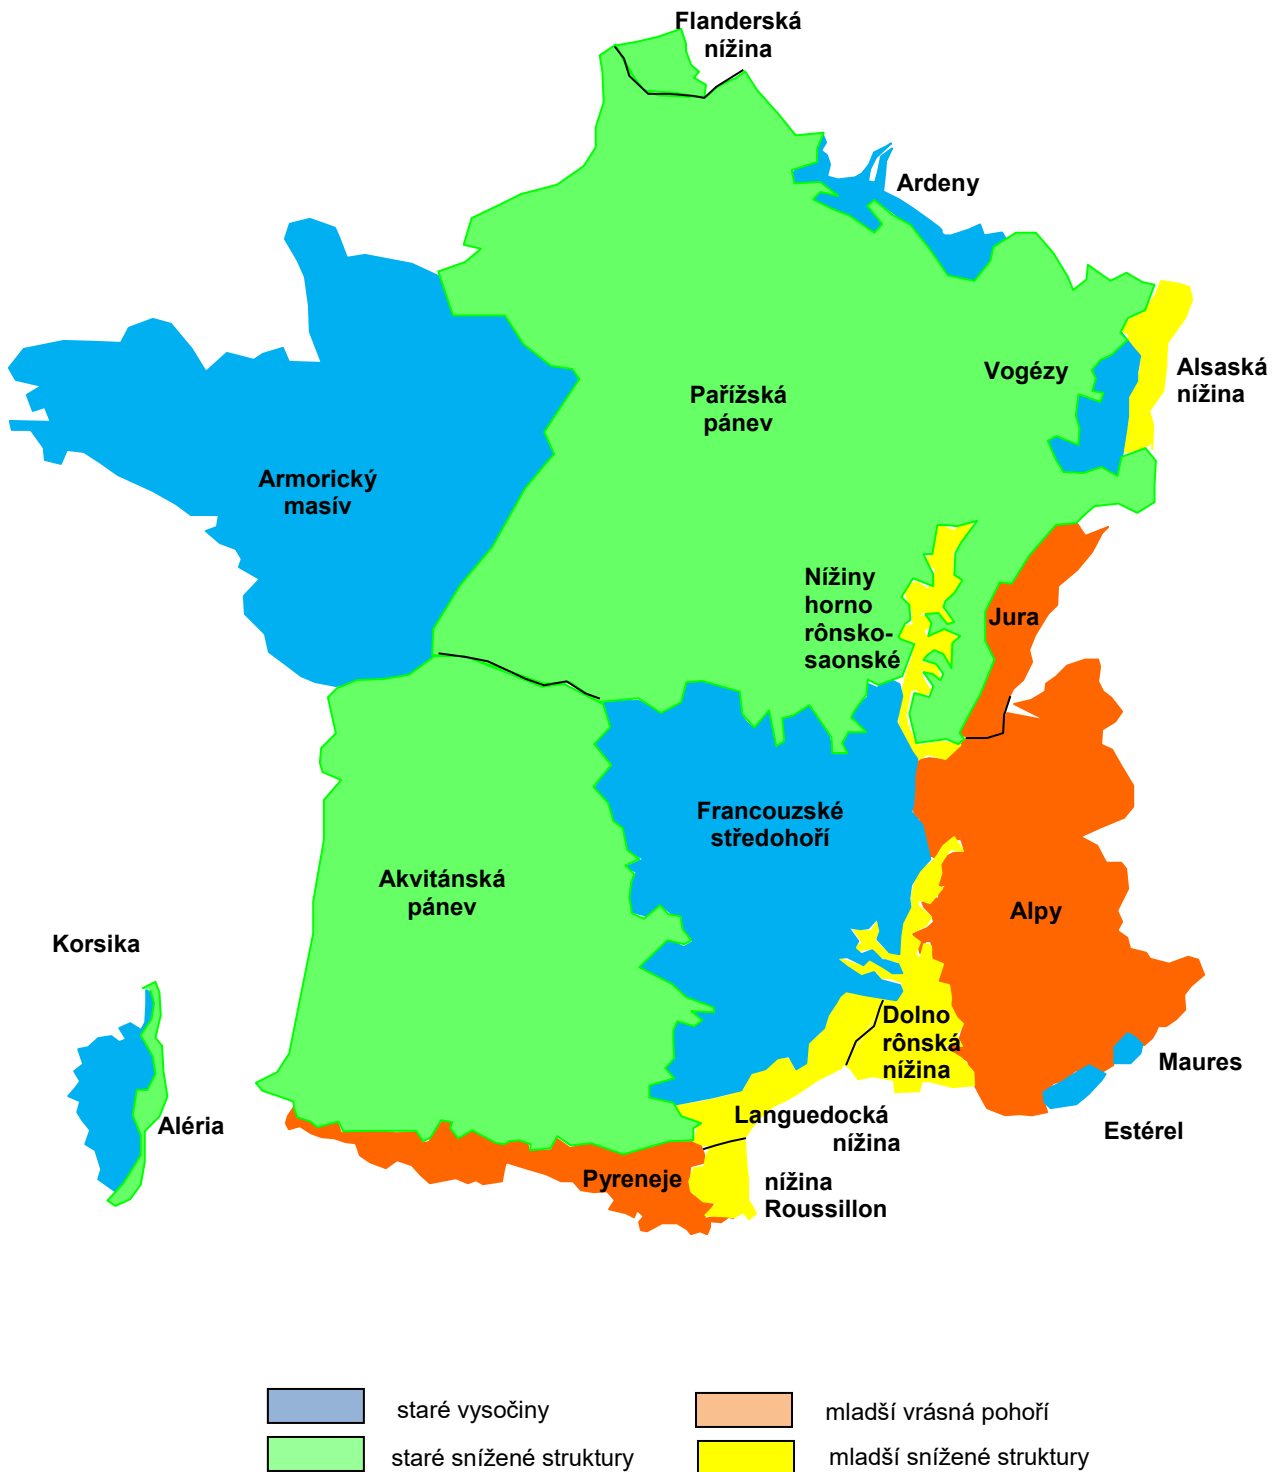 Flanderská
nížina
Ardeny
Vogézy
Alsaská
nížina
Pařížská
pánev
Armorický
masív
Nížiny
horno
rônsko-
saonské
Jura
Francouzské
středohoří
Akvitánská
pánev
Alpy
Korsika
Dolno
rônská
nížina
Maures
Aléria
Languedocká
nížina
Estérel
Pyreneje
nížina
Roussillon
staré vysočiny
mladší vrásná pohoří
staré snížené struktury
mladší snížené struktury